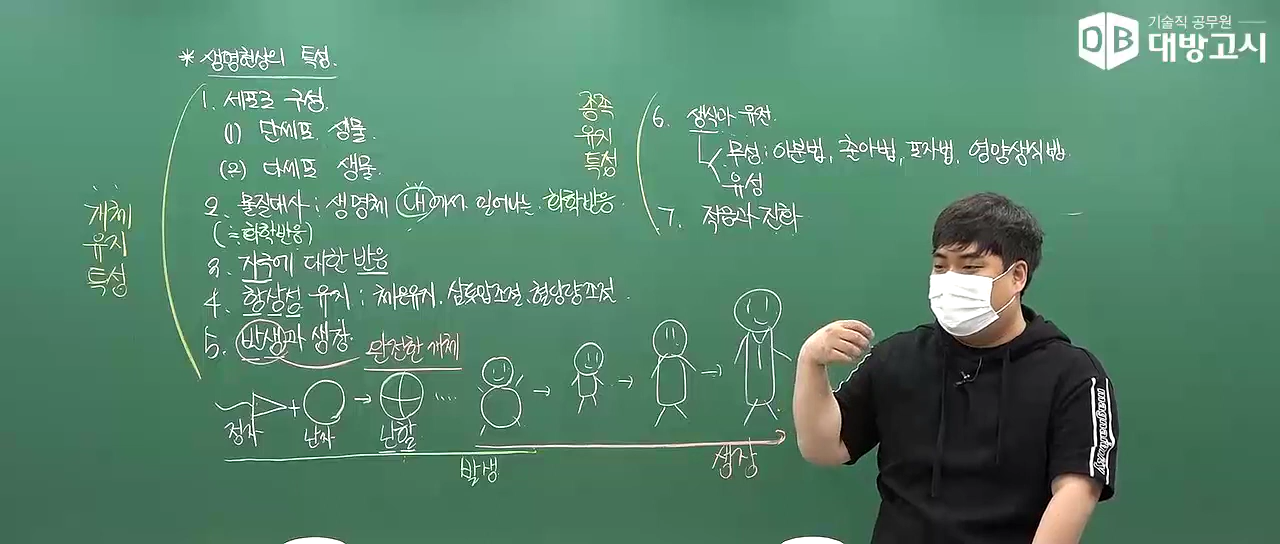 * 생명현상의 특성.
1. 세포로 구성.
(1) 단세포 생물.
(2) 다세포 생물.
2. 물질대사 : 생명체 내에서 일어나는 화학반응.
(≒화학반응)
3. 자극에 대한 반응
4. 항상성 유지 : 체온유지, 삼투압조절, 혈당량조절.
5. 발생과 생장.
완전한 개체
정자
+
난자
→
난할
....
→
→
→
발생
생장
개체
유지
특성
종족
유지
특성
6. 생식과 유전.
무성 : 이분법, 출아법, 포자법, 영양생식법.
유성
7. 적응과 진화
DB
기술직 공무원
대방고시